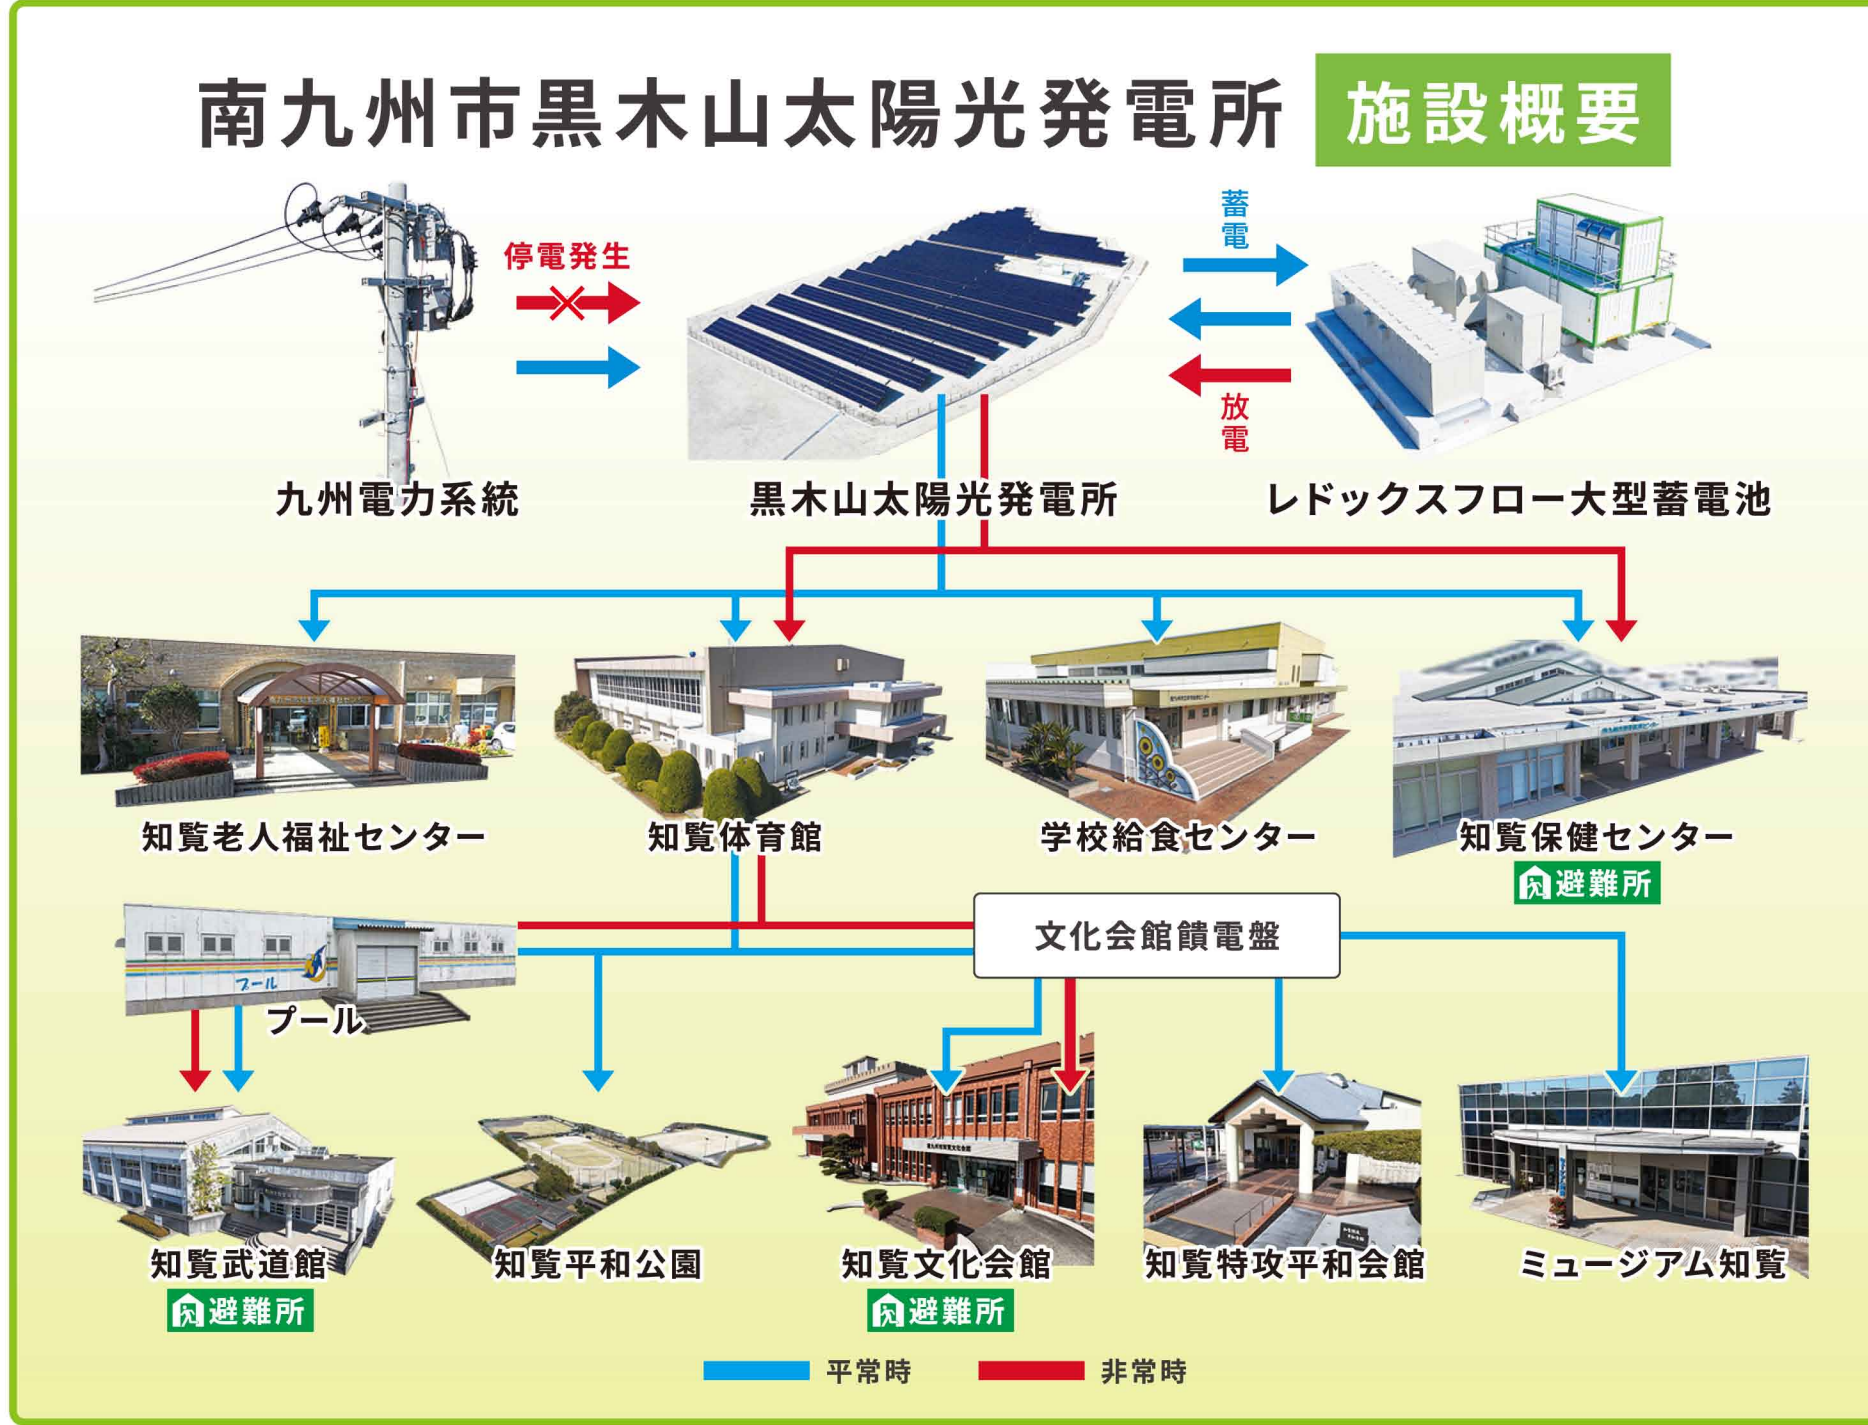 南九州市黒木山太陽光発電所 施設概要
停電発生
蓄電
放電
九州電力系統
黒木山太陽光発電所
レドックスフロー大型蓄電池
知覧老人福祉センター
知覧体育館
学校給食センター
知覧保健センター
避難所
文化会館饋電盤
プール
プール
知覧武道館
避難所
知覧平和公園
知覧文化会館
避難所
知覧特攻平和会館
ミュージアム知覧
平常時
非常時